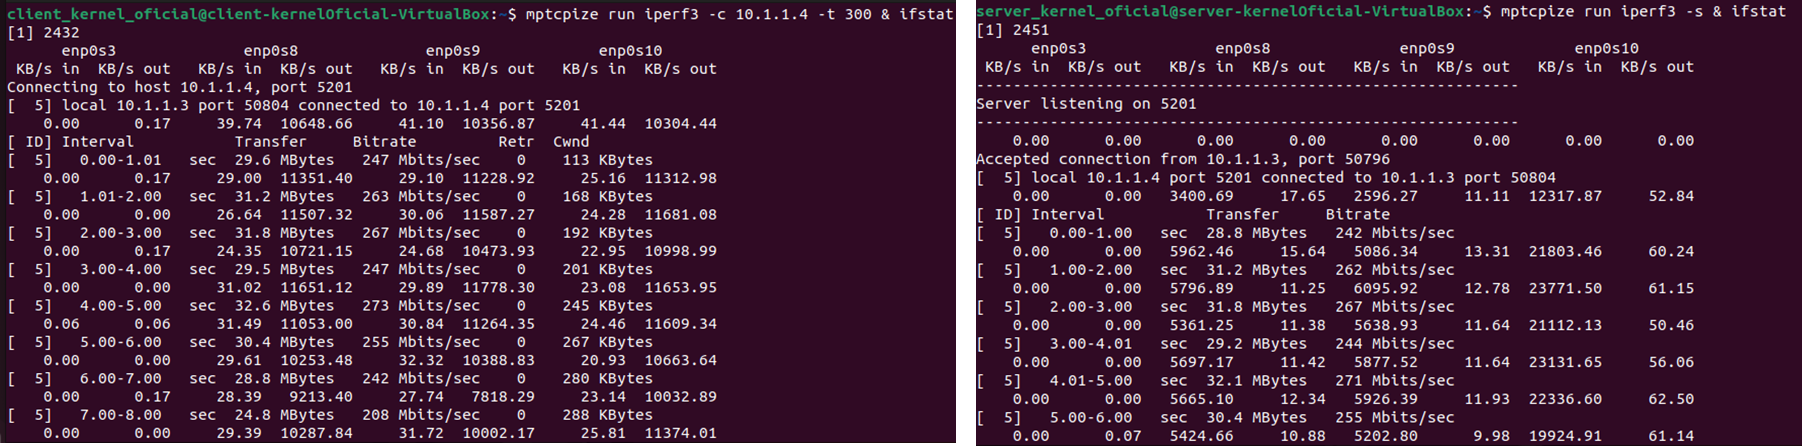 client_kernel_oficial@client-kernelOficial-VirtualBox:~$ mptcpize run iperf3 -c 10.1.1.4 -t 300 & ifstat
[1] 2432
enp0s3 enp0s8 enp0s9 enp0s10
KB/s in KB/s out KB/s in KB/s out KB/s in KB/s out KB/s in KB/s out
Connecting to host 10.1.1.4, port 5201
[ 5] local 10.1.1.3 port 50804 connected to 10.1.1.4 port 5201
0.00 0.17 39.74 10648.66 41.10 10356.87 41.44 10304.44
[ ID] Interval Transfer Bitrate Retr Cwnd
[ 5] 0.00-1.01 sec 29.6 MBytes 247 Mbits/sec 0 113 KBytes
0.00 0.17 29.00 11351.40 29.10 11228.92 25.16 11312.98
[ 5] 1.01-2.00 sec 31.2 MBytes 263 Mbits/sec 0 168 KBytes
0.00 0.00 26.64 11507.32 30.06 11587.27 24.28 11681.08
[ 5] 2.00-3.00 sec 31.8 MBytes 267 Mbits/sec 0 192 KBytes
0.00 0.17 24.35 10721.15 24.68 10473.93 22.95 10998.99
[ 5] 3.00-4.00 sec 29.5 MBytes 247 Mbits/sec 0 201 KBytes
0.00 0.00 31.02 11651.12 29.89 11778.30 23.08 11653.95
[ 5] 4.00-5.00 sec 32.6 MBytes 273 Mbits/sec 0 245 KBytes
0.06 0.06 31.49 11053.00 30.84 11264.35 24.46 11609.34
[ 5] 5.00-6.00 sec 30.4 MBytes 255 Mbits/sec 0 267 KBytes
0.00 0.00 29.61 10253.48 32.32 10388.83 20.93 10663.64
[ 5] 6.00-7.00 sec 28.8 MBytes 242 Mbits/sec 0 280 KBytes
0.00 0.17 28.39 9213.40 27.74 7818.29 23.14 10032.89
[ 5] 7.00-8.00 sec 24.8 MBytes 208 Mbits/sec 0 288 KBytes
0.00 0.00 29.39 10287.84 31.72 10002.17 25.81 11374.01
server_kernel_oficial@server-kernelOficial-VirtualBox:~$ mptcpize run iperf3 -s & ifstat
[1] 2451
enp0s3 enp0s8 enp0s9 enp0s10
KB/s in KB/s out KB/s in KB/s out KB/s in KB/s out KB/s in KB/s out
-----------------------------------------------------------
Server listening on 5201
-----------------------------------------------------------
0.00 0.00 0.00 0.00 0.00 0.00 0.00 0.00
Accepted connection from 10.1.1.3, port 50796
[ 5] local 10.1.1.4 port 5201 connected to 10.1.1.3 port 50804
0.00 0.00 3400.69 17.65 2596.27 11.11 12317.87 52.84
[ ID] Interval Transfer Bitrate
[ 5] 0.00-1.00 sec 28.8 MBytes 242 Mbits/sec
0.00 0.00 5962.46 15.64 5086.34 13.31 21803.46 60.24
[ 5] 1.00-2.00 sec 31.2 MBytes 262 Mbits/sec
0.00 0.00 5796.89 11.25 6095.92 12.78 23771.50 61.15
[ 5] 2.00-3.00 sec 31.8 MBytes 267 Mbits/sec
0.00 0.00 5361.25 11.38 5638.93 11.64 21112.13 50.46
[ 5] 3.00-4.01 sec 29.2 MBytes 244 Mbits/sec
0.00 0.00 5697.17 11.42 5877.52 11.64 23131.65 56.06
[ 5] 4.01-5.00 sec 32.1 MBytes 271 Mbits/sec
0.00 0.00 5665.10 12.34 5926.39 11.93 22336.60 62.50
[ 5] 5.00-6.00 sec 30.4 MBytes 255 Mbits/sec
0.00 0.07 5424.66 10.88 5202.80 9.98 19924.91 61.14